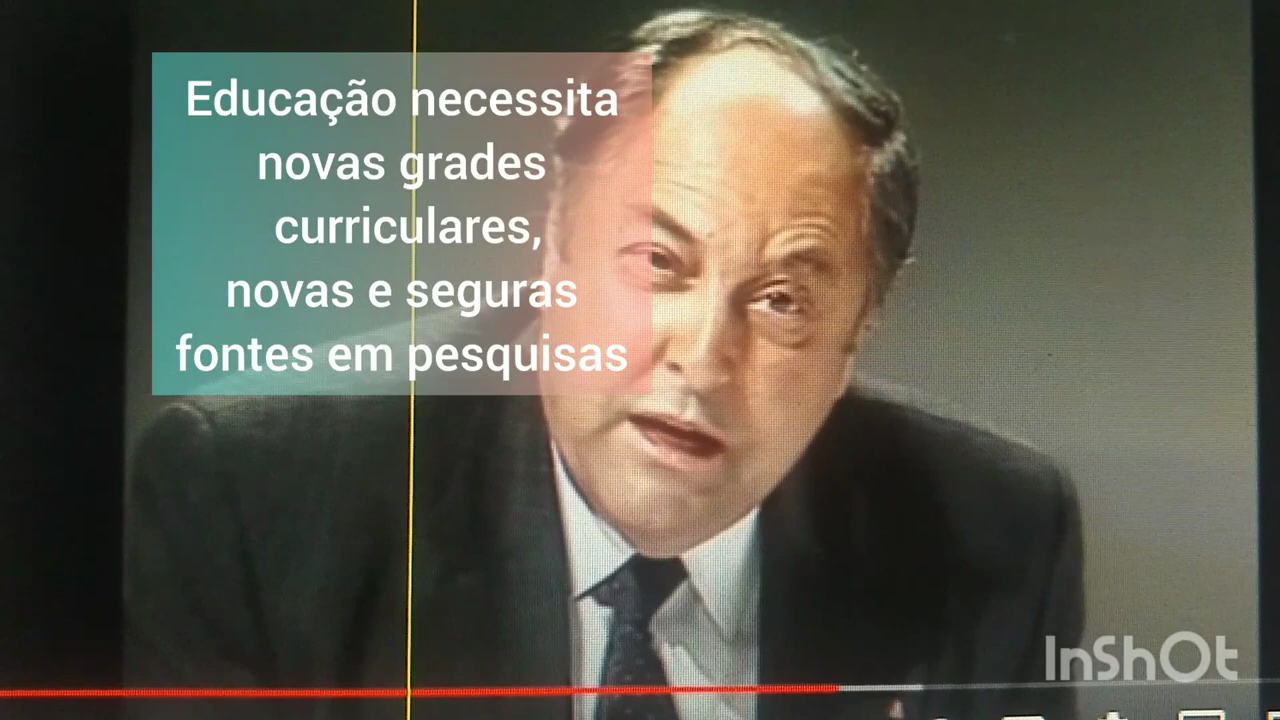 Educação necessita
novas grades
curriculares,
novas e seguras
fontes em pesquisas
InShOt